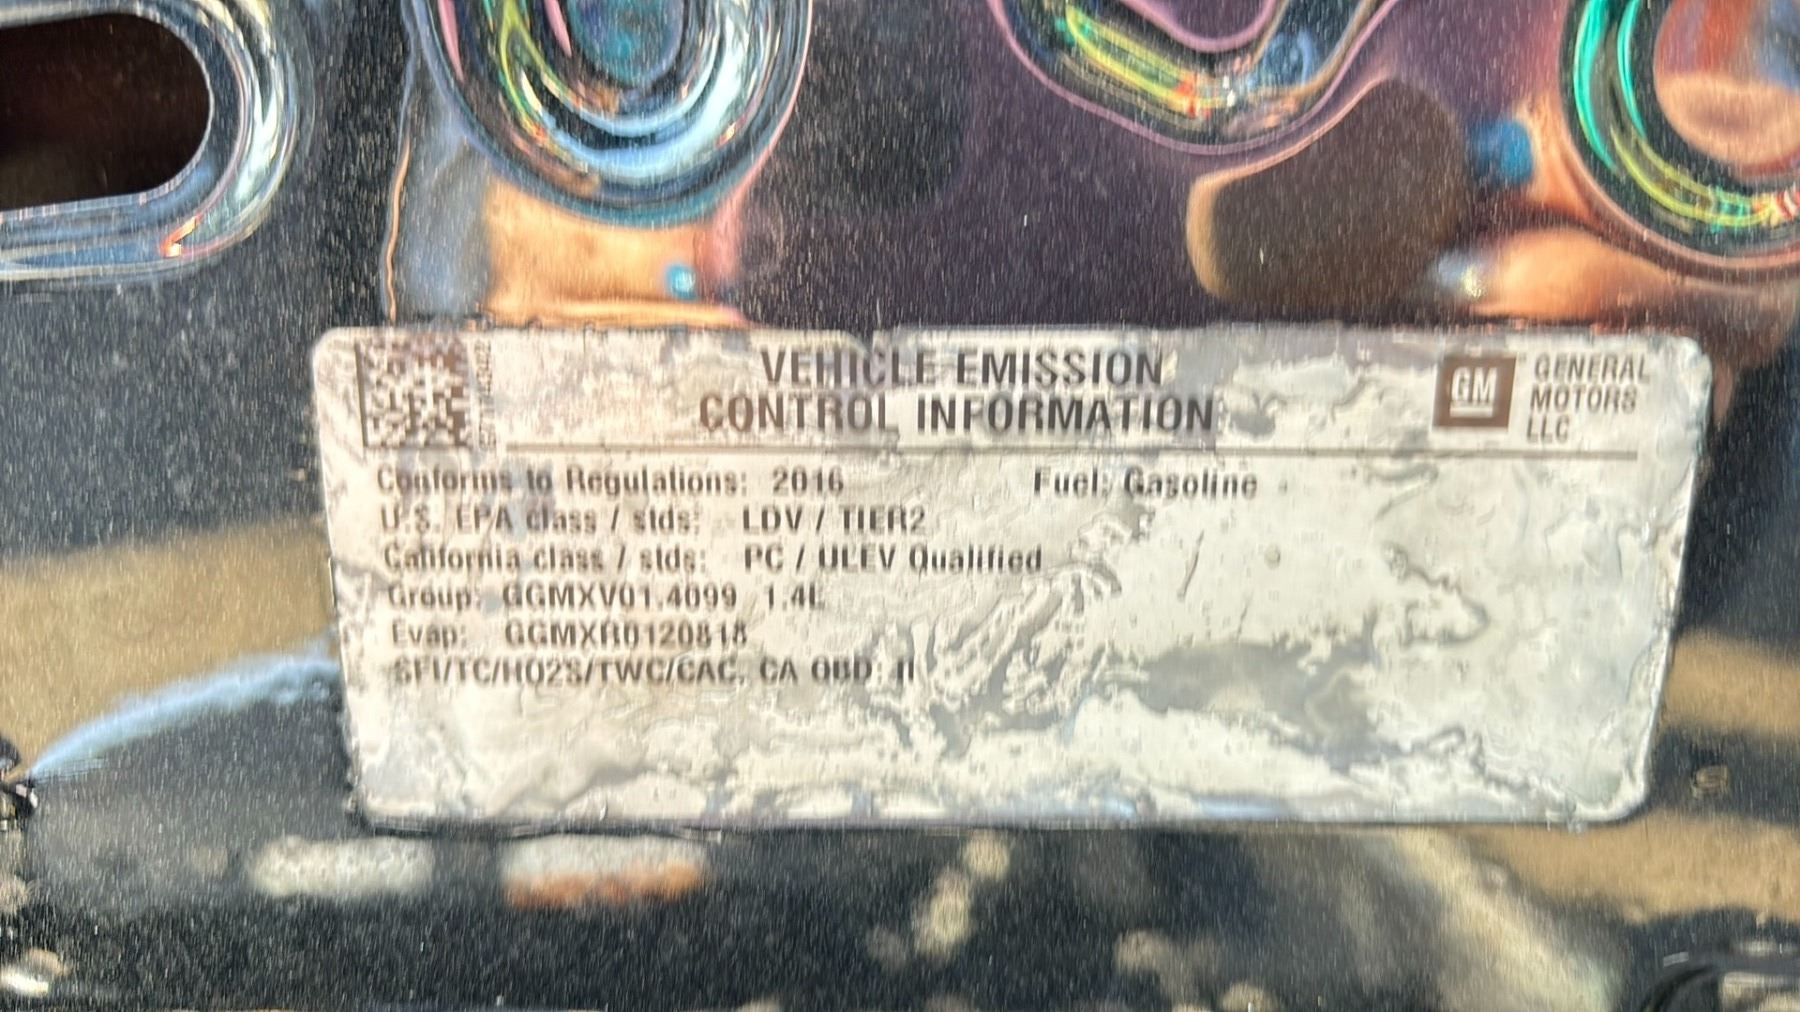 VEHICLE EMISSION
CONTROL INFORMATION
GM
GENERAL
MOTORS
LLC
Conforms to Regulations: 2016 Fuel: Gasoline
U.S. EPA class / stds: LDV / TIER2
California class / stds: PC / ULEV Qualified
Group: GGMXV01.4099 1.4L
Evap: GGMXR0120818
SFI/TC/HO2S/TWC/CAC, CA OBD II